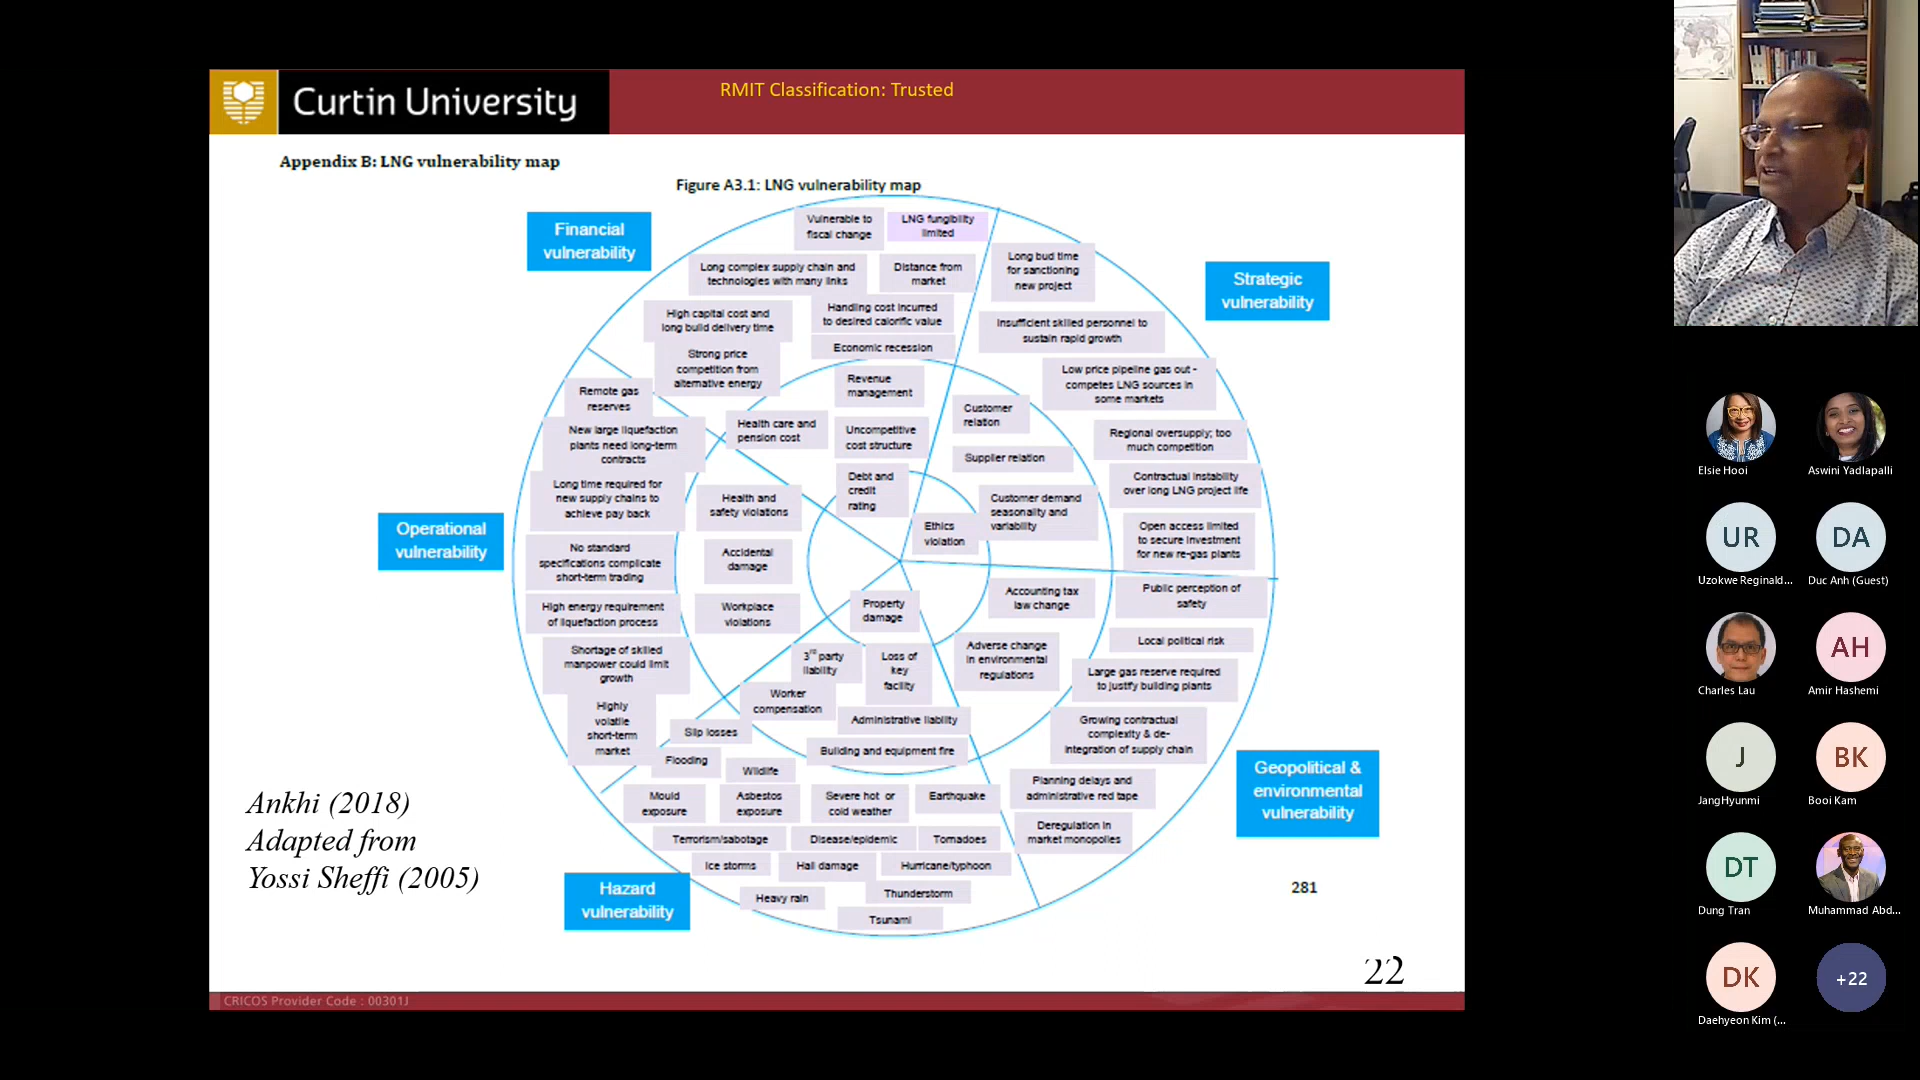 Curtin University
RMIT Classification: Trusted
Appendix B: LNG vulnerability map
Figure A3.1: LNG vulnerability map
Financial
vulnerability
Vulnerable to
fiscal change
LNG fungibility
limited
Long complex supply chain and
technologies with many links
Distance from
market
High capital cost and
long build delivery time
Handling cost incurred
to desired calorific value
Strong price
competition from
alternative energy
Economic recession
Revenue
management
Health care and
pension cost
Uncompetitive
cost structure
Debt and
credit
rating
Strategic
vulnerability
Long bud time
for sanctioning
new project
Insufficient skilled personnel to
sustain rapid growth
Low price pipeline gas out -
competes LNG sources in
some markets
Customer
relation
Regional oversupply; too
much competition
Supplier relation
Contractual instability
over long LNG project life
Customer demand
seasonality and
variability
Ethics
violation
Open access limited
to secure investment
for new re-gas plants
Operational
vulnerability
Remote gas
reserves
New large liquefaction
plants need long-term
contracts
Long time required for
new supply chains to
achieve pay back
Health and
safety violations
No standard
specifications complicate
short-term trading
Accidental
damage
High energy requirement
of liquefaction process
Workplace
violations
Shortage of skilled
manpower could limit
growth
Highly
volatile
short-term
market
Geopolitical &
environmental
vulnerability
Accounting tax
law change
Public perception of
safety
Local political risk
Adverse change
in environmental
regulations
Large gas reserve required
to justify building plants
Growing contractual
complexity & de-
integration of supply chain
Planning delays and
administrative red tape
Deregulation in
market monopolies
Hazard
vulnerability
Property
damage
3rd party
liability
Loss of
key
facility
Worker
compensation
Administrative liability
Slip losses
Building and equipment fire
Flooding
Wildlife
Mould
exposure
Asbestos
exposure
Severe hot or
cold weather
Earthquake
Terrorism/sabotage
Disease/epidemic
Tornadoes
Ice storms
Hail damage
Hurricane/typhoon
Heavy rain
Thunderstorm
Tsunami
Ankhi (2018)
Adapted from
Yossi Sheffi (2005)
281
22
CRICOS Provider Code : 00301J
Elsie Hooi
Aswini Yadlapalli
UR
Uzokwe Reginald...
DA
Duc Anh (Guest)
Charles Lau
AH
Amir Hashemi
J
JangHyunmi
BK
Booi Kam
DT
Dung Tran
Muhammad Abd...
DK
Daehyeon Kim (...
+22